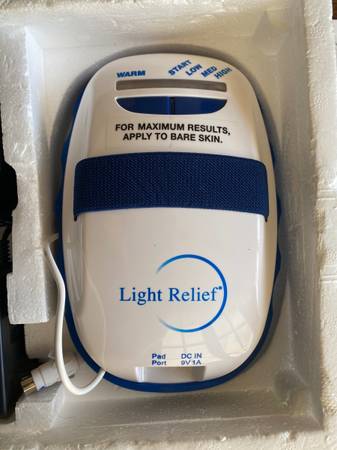 WARM START LOW MED HIGH
FOR MAXIMUM RESULTS,
APPLY TO BARE SKIN.
Light Relief®
Pad DC IN
Port 9V 1A